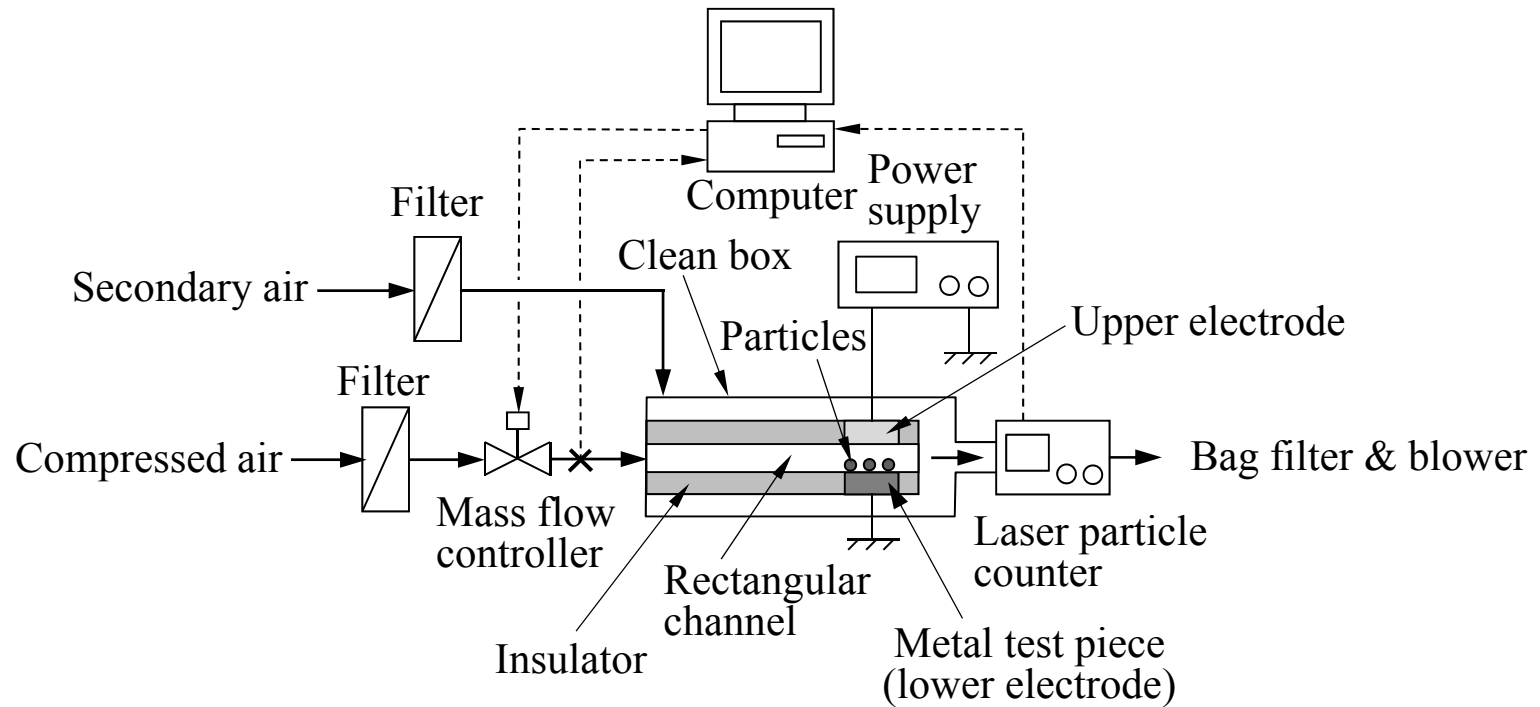 Computer
Power
supply
Filter
Clean box
Secondary air
Upper electrode
Particles
Filter
Compressed air
Bag filter & blower
Mass flow
controller
Laser particle
counter
Rectangular
channel
Insulator
Metal test piece
(lower electrode)